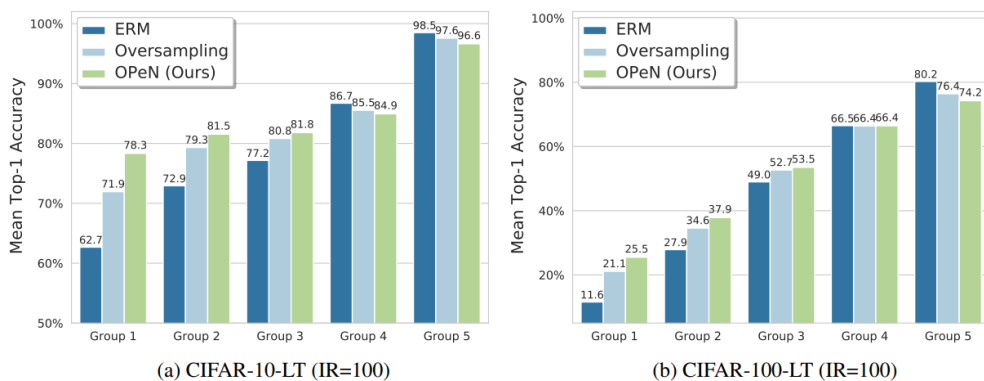 Mean Top-1 Accuracy
100%
90%
80%
70%
60%
50%
ERM
Oversampling
OPeN (Ours)
62.7
71.9
78.3
72.9
79.3
81.5
77.2
80.8
81.8
86.7
85.5
84.9
98.5
97.6
96.6
Group 1
Group 2
Group 3
Group 4
Group 5
(a) CIFAR-10-LT (IR=100)
Mean Top-1 Accuracy
100%
80%
60%
40%
20%
ERM
Oversampling
OPeN (Ours)
11.6
21.1
25.5
27.9
34.6
37.9
49.0
52.7
53.5
66.5
66.4
66.4
80.2
76.4
74.2
Group 1
Group 2
Group 3
Group 4
Group 5
(b) CIFAR-100-LT (IR=100)